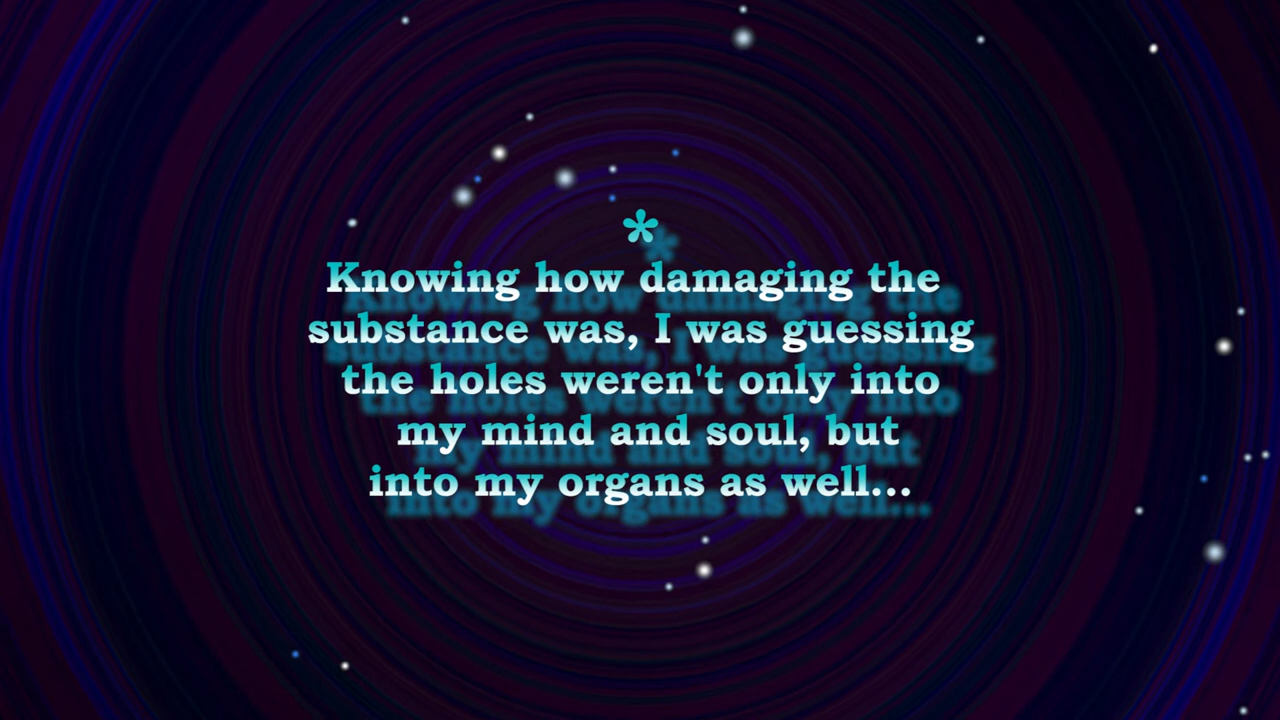 *
Knowing how damaging the
substance was, I was guessing
the holes weren't only into
my mind and soul, but
into my organs as well...